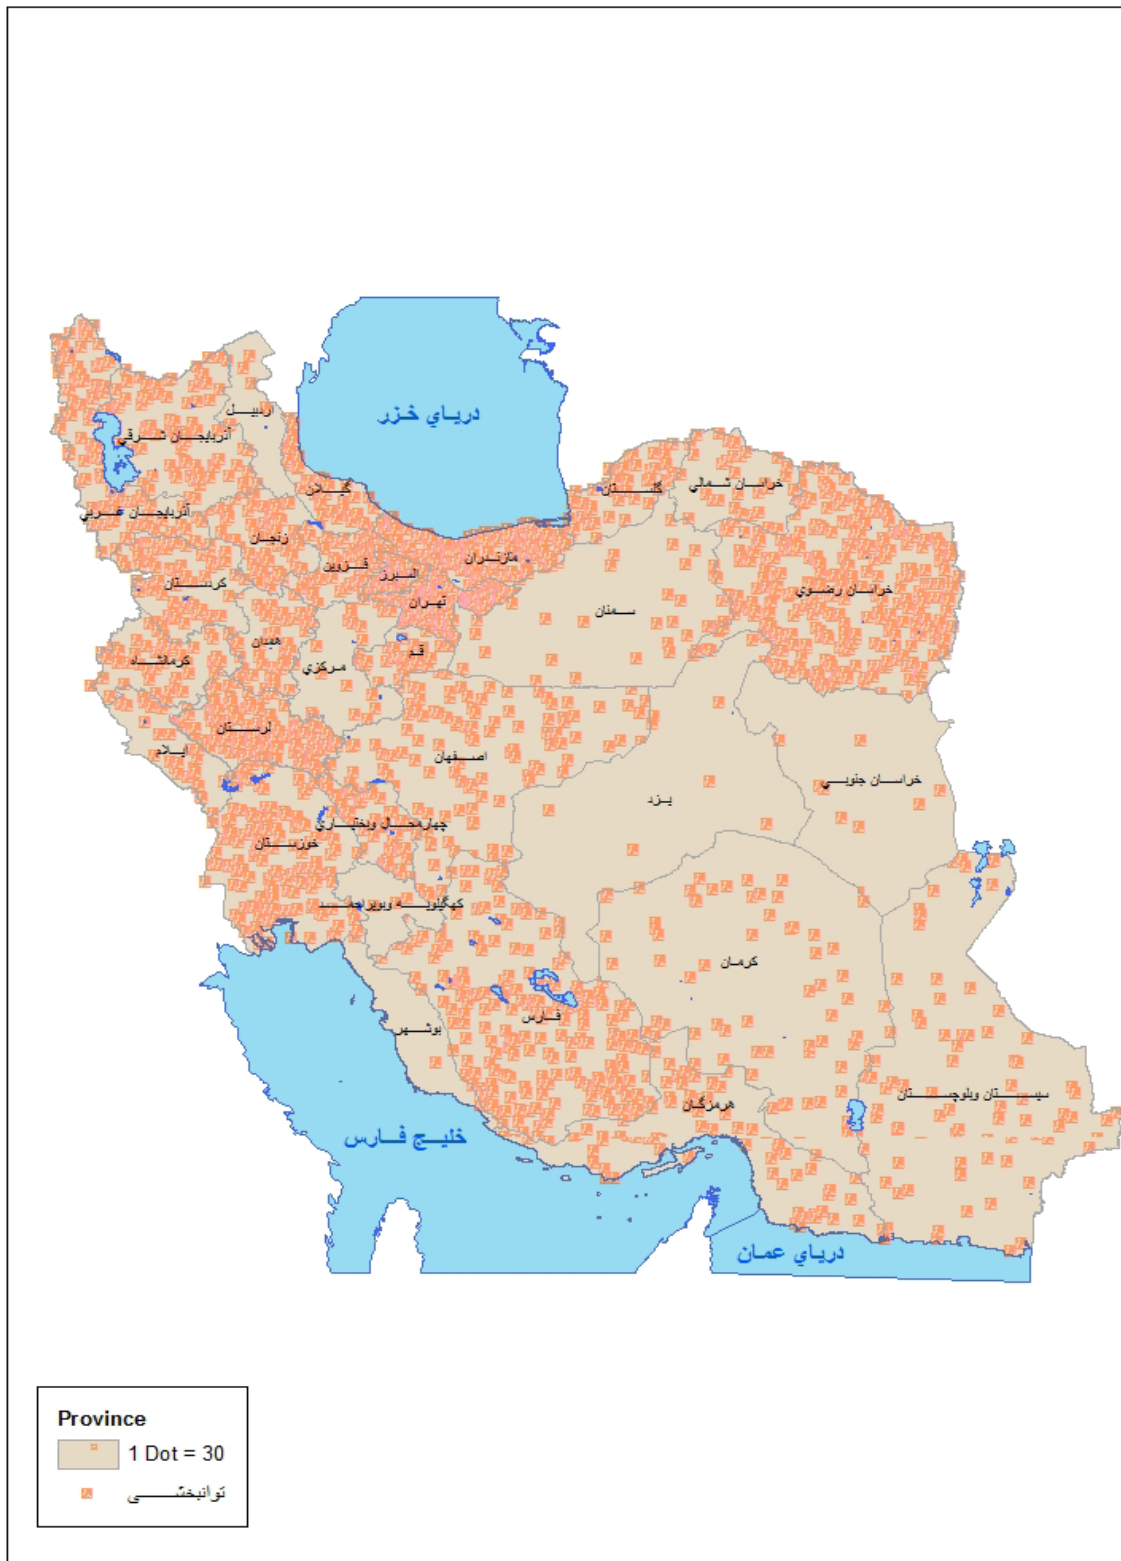 درياي خزر
اردبيل
آذربايجان شرقي
گيلان
گلستان
خراسان شمالي
آذربايجان غربي
زنجان
مازندران
قزوين
البرز
كردستان
تهران
سمنان
خراسان رضوي
همدان
قم
كرمانشاه
مركزي
لرستان
ايلام
اصفهان
خراسان جنوبي
يزد
چهارمحال وبختياري
خوزستان
كهگيلويه وبويراحمد
كرمان
فارس
بوشهر
سيستان وبلوچستان
هرمزگان
خليج فارس
درياي عمان
Province
1 Dot = 30
توانبخشی